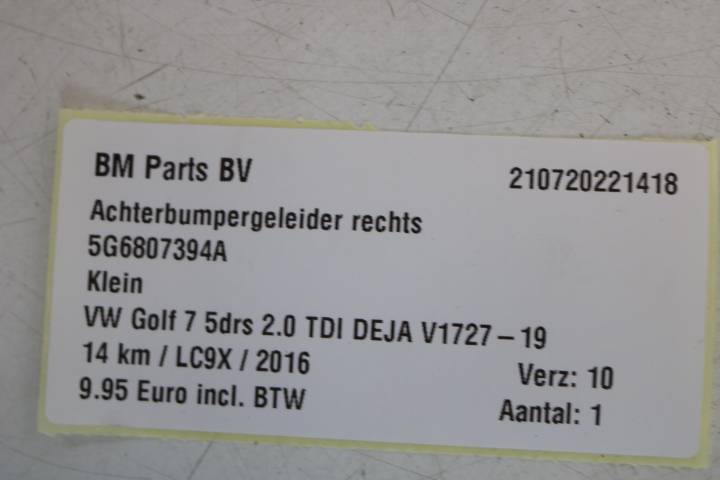 BM Parts BV
210720221418
Achterbumpergeleider rechts
5G6807394A
Klein
VW Golf 7 5drs 2.0 TDI DEJA V1727 – 19
14 km / LC9X / 2016
Verz: 10
9.95 Euro incl. BTW
Aantal: 1